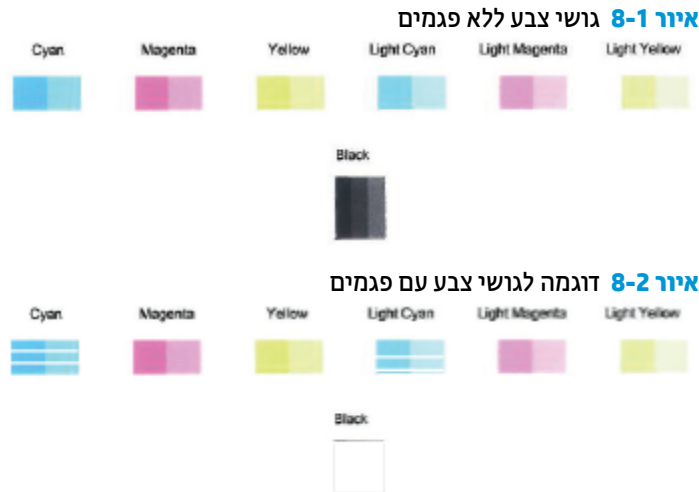 איור 8-1 גושי צבע ללא פגמים
Cyan Magenta Yellow Light Cyan Light Magenta Light Yellow
Black
איור 8-2 דוגמה לגושי צבע עם פגמים
Cyan Magenta Yellow Light Cyan Light Magenta Light Yellow
Black